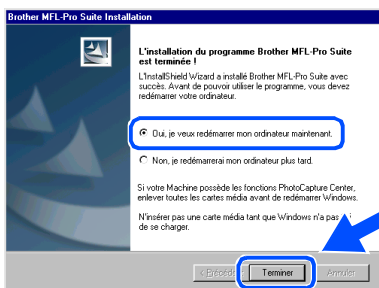 Brother MFL-Pro Suite Installation
L'installation du programme Brother MFL-Pro Suite
est terminée !
L'InstallShield Wizard a installé Brother MFL-Pro Suite avec
succès. Avant de pouvoir utiliser le programme, vous devez
redémarrer votre ordinateur.
Oui, je veux redémarrer mon ordinateur maintenant.
Non, je redémarrerai mon ordinateur plus tard.
Si votre Machine possède les fonctions PhotoCapture Center,
enlever toutes les cartes média avant de redémarrer Windows.
N'insérer pas une carte média tant que Windows n'a pas
de se charger.
< Précédent Terminer Annuler